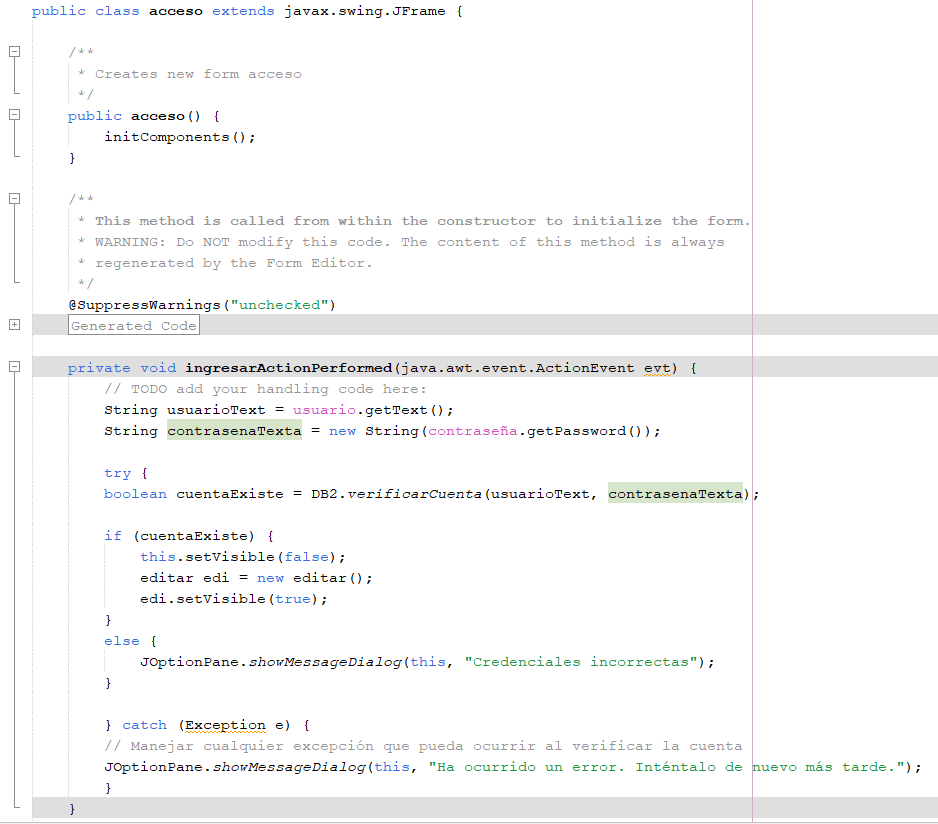 public class acceso extends javax.swing.JFrame {
/**
* Creates new form acceso
*/
public acceso() {
initComponents();
}
/**
* This method is called from within the constructor to initialize the form.
* WARNING: Do NOT modify this code. The content of this method is always
* regenerated by the Form Editor.
*/
@SuppressWarnings("unchecked")
Generated Code
private void ingresarActionPerformed(java.awt.event.ActionEvent evt) {
// TODO add your handling code here:
String usuarioText = usuario.getText();
String contrasenaTexta = new String(contraseña.getPassword());
try {
boolean cuentaExiste = DB2.verificarCuenta(usuarioText, contrasenaTexta);
if (cuentaExiste) {
this.setVisible(false);
editar edi = new editar();
edi.setVisible(true);
}
else {
JOptionPane.showMessageDialog(this, "Credenciales incorrectas");
}
} catch (Exception e) {
// Manejar cualquier excepción que pueda ocurrir al verificar la cuenta
JOptionPane.showMessageDialog(this, "Ha ocurrido un error. Inténtalo de nuevo más tarde.");
}
}